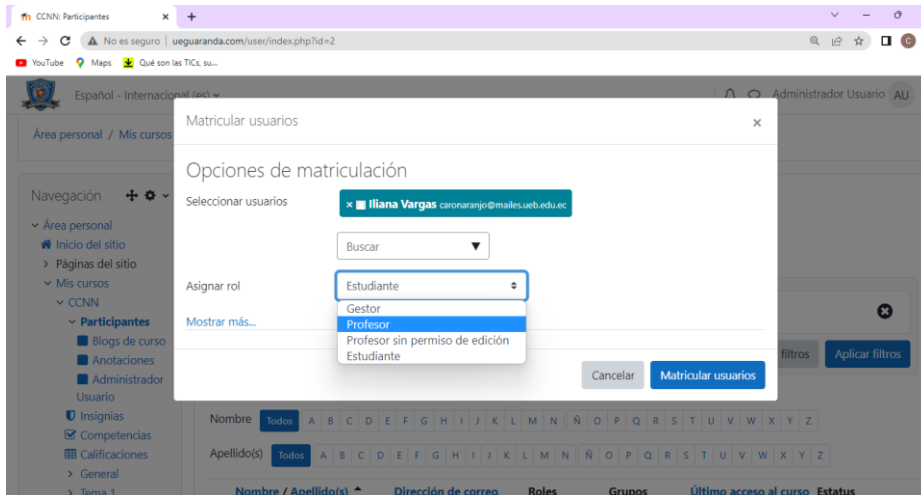 CCNN: Participantes
No es seguro | ueguaranda.com/user/index.php?id=2
YouTube Maps Qué son las TICs, su...
Español - Internacional (es)
Administrador Usuario AU
Área personal / Mis cursos
Matricular usuarios
Opciones de matriculación
Seleccionar usuarios
× Iliana Vargas caronaranjo@mailes.ueb.edu.ec
Buscar
Asignar rol
Estudiante
Gestor
Profesor
Profesor sin permiso de edición
Estudiante
Mostrar más...
Cancelar Matricular usuarios
Navegación
Área personal
Inicio del sitio
Páginas del sitio
Mis cursos
CCNN
Participantes
Blogs de curso
Anotaciones
Administrador
Usuario
Insignias
Competencias
Calificaciones
General
Tema 1
filtros Aplicar filtros
Nombre Todos A B C D E F G H I J K L M N Ñ O P Q R S T U V W X Y Z
Apellido(s) Todos A B C D E F G H I J K L M N Ñ O P Q R S T U V W X Y Z
Nombre / Apellido(s) Dirección de correo Roles Grupos Último acceso al curso Estatus